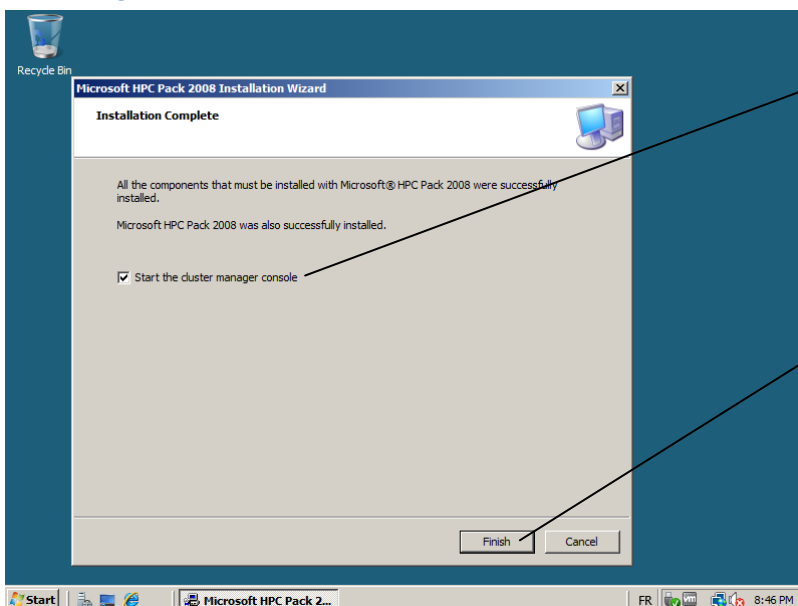 Recycle Bin
Microsoft HPC Pack 2008 Installation Wizard
Installation Complete
All the components that must be installed with Microsoft® HPC Pack 2008 were successfully
installed.
Microsoft HPC Pack 2008 was also successfully installed.
Start the cluster manager console
Finish Cancel
Start Microsoft HPC Pack 2... FR vm 8:46 PM